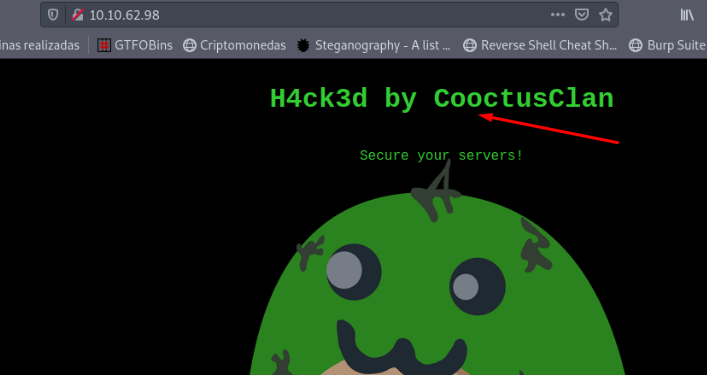 10.10.62.98
inas realizadas GTFOBins Criptomonedas Steganography - A list ... Reverse Shell Cheat Sh... Burp Suite
H4ck3d by CooctusClan
Secure your servers!